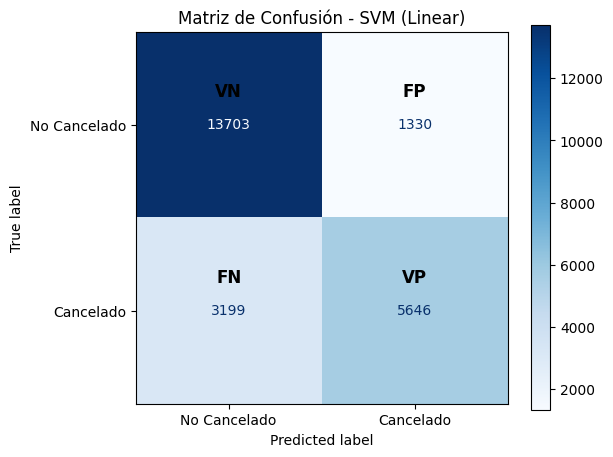 Matriz de Confusión - SVM (Linear)
VN
FP
No Cancelado
13703
1330
True label
FN
VP
Cancelado
3199
5646
No Cancelado
Cancelado
Predicted label
12000
10000
8000
6000
4000
2000